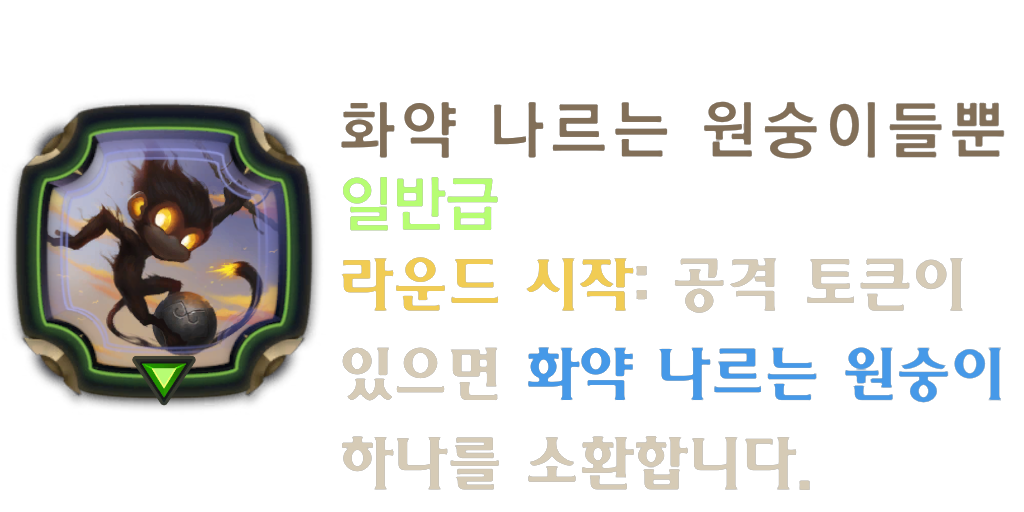 화약 나르는 원숭이들뿐
일반급
라운드 시작: 공격 토큰이
있으면 화약 나르는 원숭이
하나를 소환합니다.